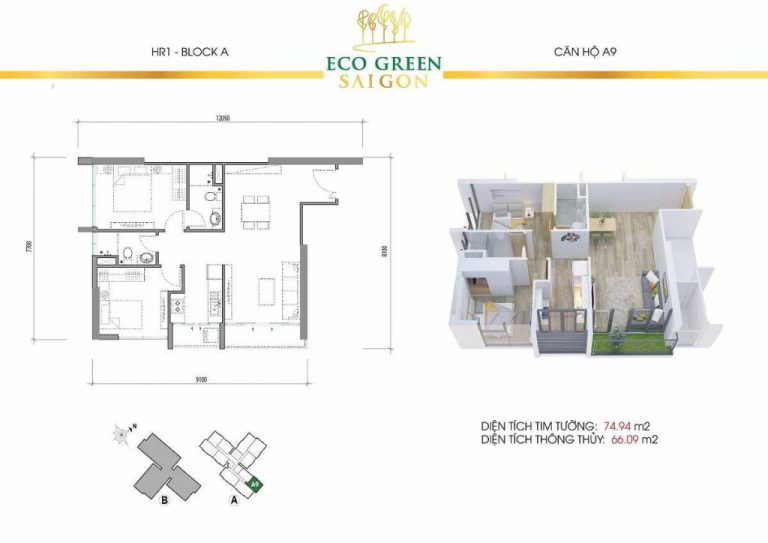 HR1 - BLOCK A
ECO GREEN
SAIGON
CĂN HỘ A9
12050
7700
8100
9100
N
B
A
A9
DIỆN TÍCH TIM TƯỜNG: 74.94 m2
DIỆN TÍCH THÔNG THỦY: 66.09 m2